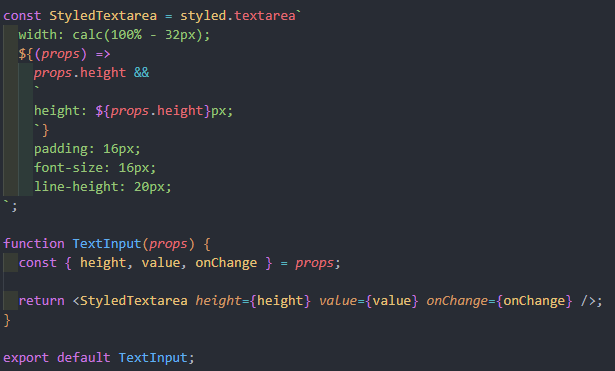 const StyledTextarea = styled.textarea`
  width: calc(100% - 32px);
  ${(props) =>
    props.height &&
    `
    height: ${props.height}px;
    `}
    padding: 16px;
    font-size: 16px;
    line-height: 20px;
`;

function TextInput(props) {
  const { height, value, onChange } = props;

  return <StyledTextarea height={height} value={value} onChange={onChange} />;
}

export default TextInput;